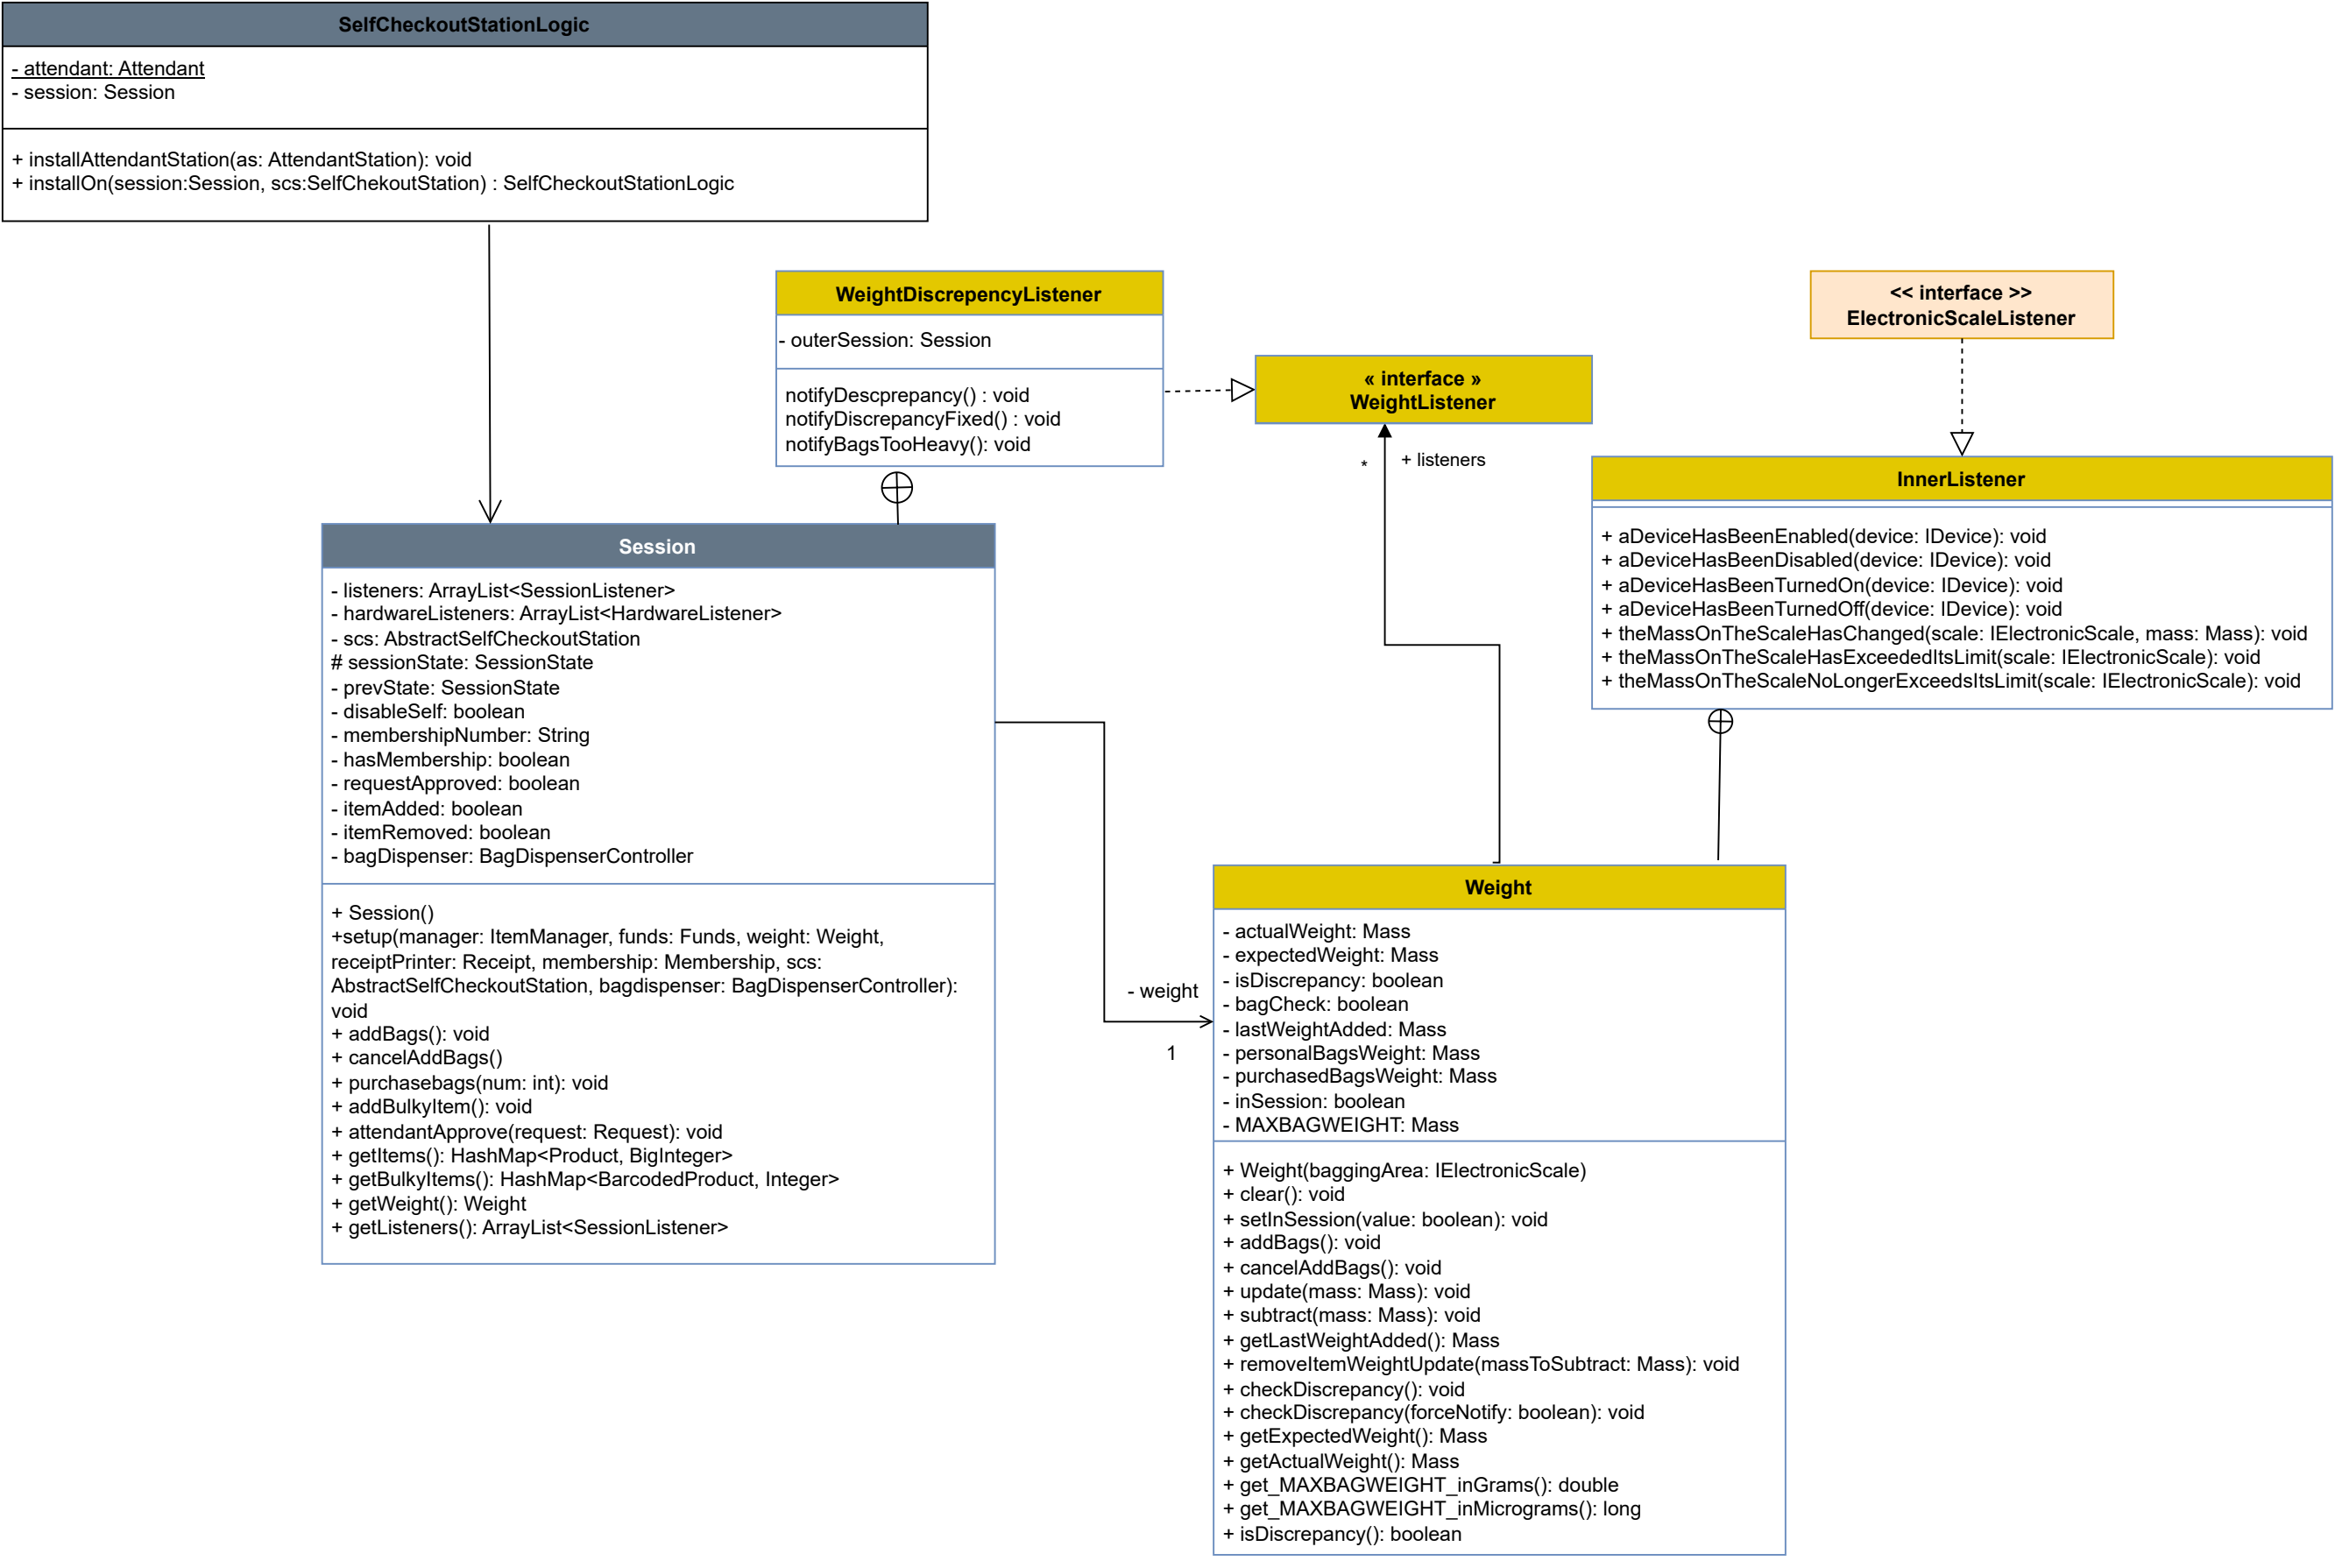 SelfCheckoutStationLogic
- attendant: Attendant
- session: Session
+ installAttendantStation(as: AttendantStation): void
+ installOn(session:Session, scs:SelfChekoutStation) : SelfCheckoutStationLogic
WeightDiscrepencyListener
- outerSession: Session
notifyDescprepancy() : void
notifyDiscrepancyFixed() : void
notifyBagsTooHeavy(): void
« interface »
WeightListener
*
+ listeners
<< interface >>
ElectronicScaleListener
InnerListener
+ aDeviceHasBeenEnabled(device: IDevice): void
+ aDeviceHasBeenDisabled(device: IDevice): void
+ aDeviceHasBeenTurnedOn(device: IDevice): void
+ aDeviceHasBeenTurnedOff(device: IDevice): void
+ theMassOnTheScaleHasChanged(scale: IElectronicScale, mass: Mass): void
+ theMassOnTheScaleHasExceededItsLimit(scale: IElectronicScale): void
+ theMassOnTheScaleNoLongerExceedsItsLimit(scale: IElectronicScale): void
Session
- listeners: ArrayList<SessionListener>
- hardwareListeners: ArrayList<HardwareListener>
- scs: AbstractSelfCheckoutStation
# sessionState: SessionState
- prevState: SessionState
- disableSelf: boolean
- membershipNumber: String
- hasMembership: boolean
- requestApproved: boolean
- itemAdded: boolean
- itemRemoved: boolean
- bagDispenser: BagDispenserController
+ Session()
+setup(manager: ItemManager, funds: Funds, weight: Weight,
receiptPrinter: Receipt, membership: Membership, scs:
AbstractSelfCheckoutStation, bagdispenser: BagDispenserController):
void
+ addBags(): void
+ cancelAddBags()
+ purchasebags(num: int): void
+ addBulkyItem(): void
+ attendantApprove(request: Request): void
+ getItems(): HashMap<Product, BigInteger>
+ getBulkyItems(): HashMap<BarcodedProduct, Integer>
+ getWeight(): Weight
+ getListeners(): ArrayList<SessionListener>
- weight
1
Weight
- actualWeight: Mass
- expectedWeight: Mass
- isDiscrepancy: boolean
- bagCheck: boolean
- lastWeightAdded: Mass
- personalBagsWeight: Mass
- purchasedBagsWeight: Mass
- inSession: boolean
- MAXBAGWEIGHT: Mass
+ Weight(baggingArea: IElectronicScale)
+ clear(): void
+ setInSession(value: boolean): void
+ addBags(): void
+ cancelAddBags(): void
+ update(mass: Mass): void
+ subtract(mass: Mass): void
+ getLastWeightAdded(): Mass
+ removeItemWeightUpdate(massToSubtract: Mass): void
+ checkDiscrepancy(): void
+ checkDiscrepancy(forceNotify: boolean): void
+ getExpectedWeight(): Mass
+ getActualWeight(): Mass
+ get_MAXBAGWEIGHT_inGrams(): double
+ get_MAXBAGWEIGHT_inMicrograms(): long
+ isDiscrepancy(): boolean